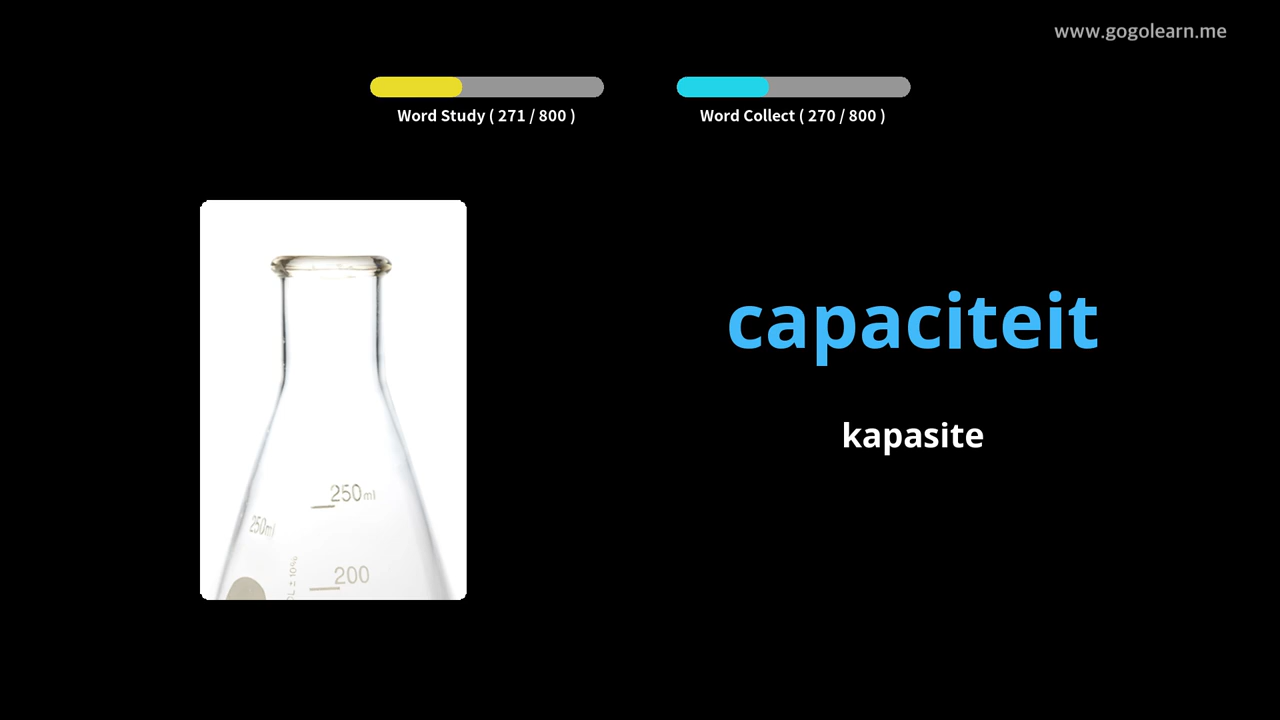 www.gogolearn.me
Word Study ( 271 / 800 )
Word Collect ( 270 / 800 )
capaciteit
kapasite
250ml
250ml
200